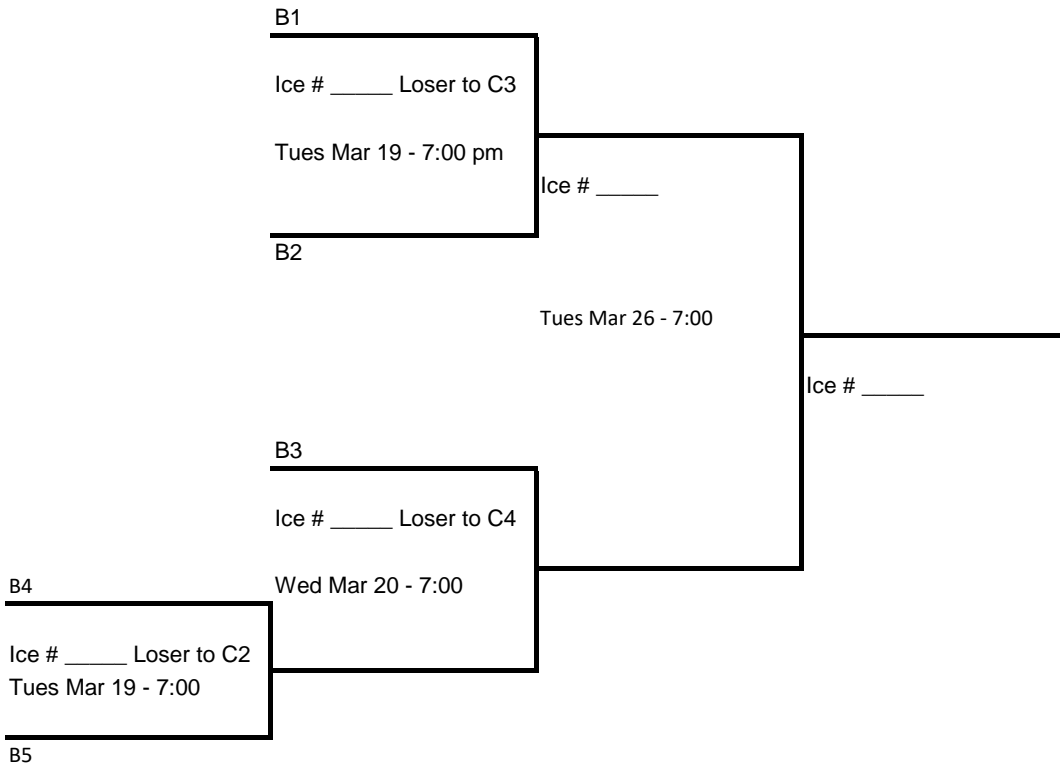 B1
Ice # _____ Loser to C3
Tues Mar 19 - 7:00 pm
Ice # _____
B2
Tues Mar 26 - 7:00
Ice # _____
B3
Ice # _____ Loser to C4
Wed Mar 20 - 7:00
B4
Ice # _____ Loser to C2
Tues Mar 19 - 7:00
B5